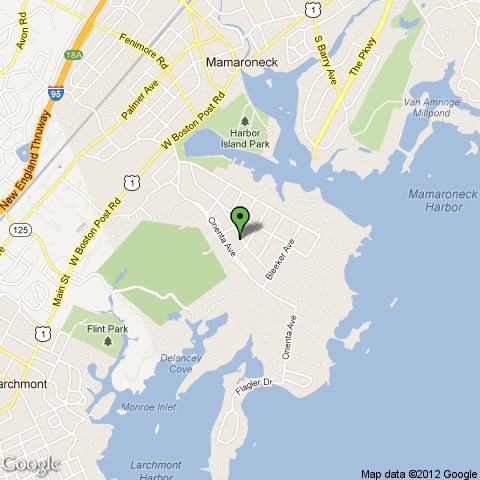 Avon Rd
Fenimore Rd
1
S Barry Ave
The Pkwy
18A
Mamaroneck
95
Palmer Ave
W Boston Post Rd
Van Amringe
Millpond
New England Thruway
Harbor
Island Park
1
Mamaroneck
Harbor
W Boston Post Rd
125
Orienta Ave
Bleeker Ave
Main St
1
Flint Park
Orienta Ave
Delancey
Cove
Larchmont
Flagler Dr
Monroe Inlet
Larchmont
Harbor
Google
Map data ©2012 Google